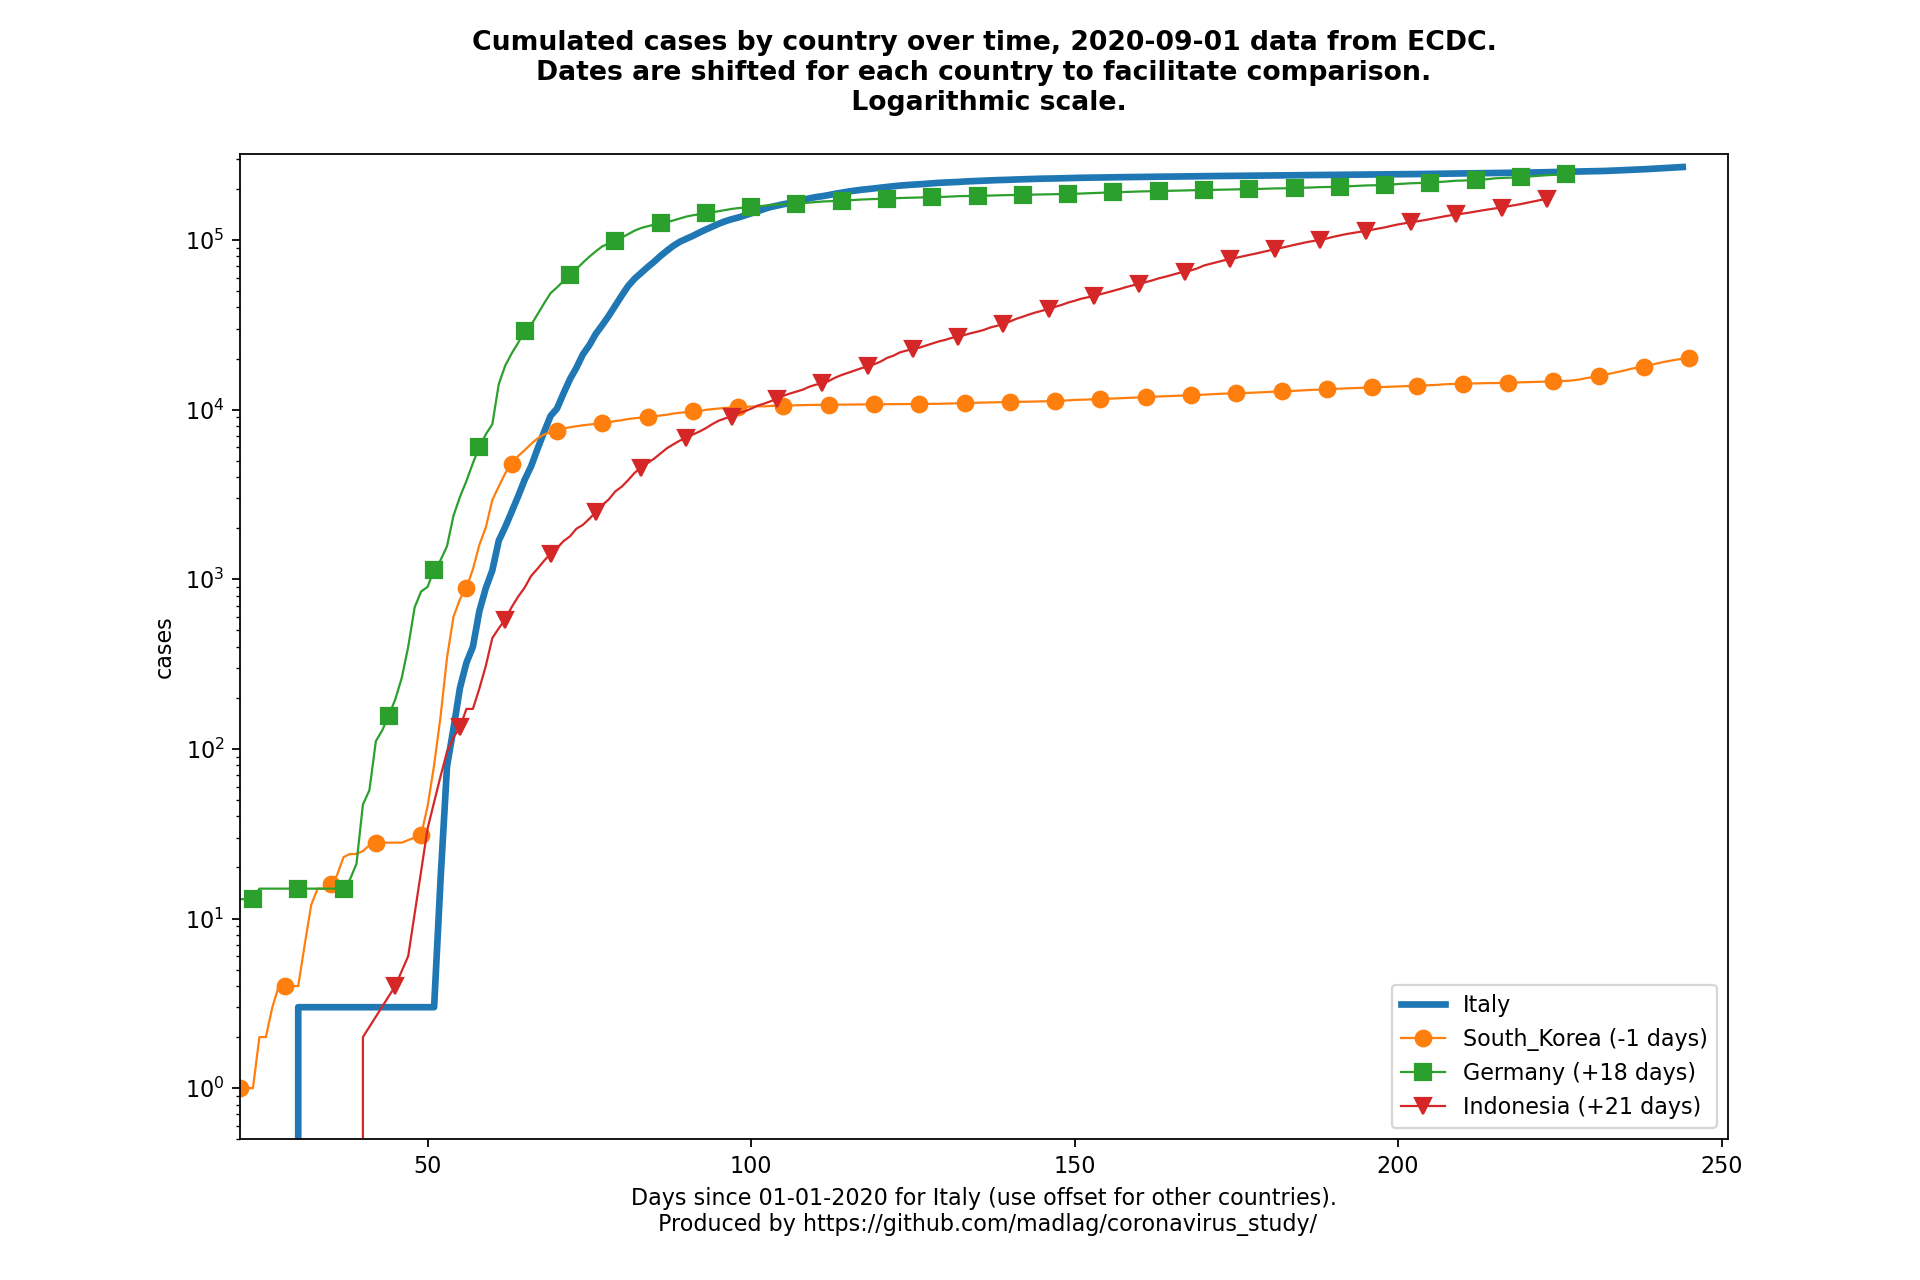 Cumulated cases by country over time, 2020-09-01 data from ECDC.
Dates are shifted for each country to facilitate comparison.
Logarithmic scale.
10^5
10^4
10^3
10^2
10^1
10^0
cases
Italy
South_Korea (-1 days)
Germany (+18 days)
Indonesia (+21 days)
50 100 150 200 250
Days since 01-01-2020 for Italy (use offset for other countries).
Produced by https://github.com/madlag/coronavirus_study/